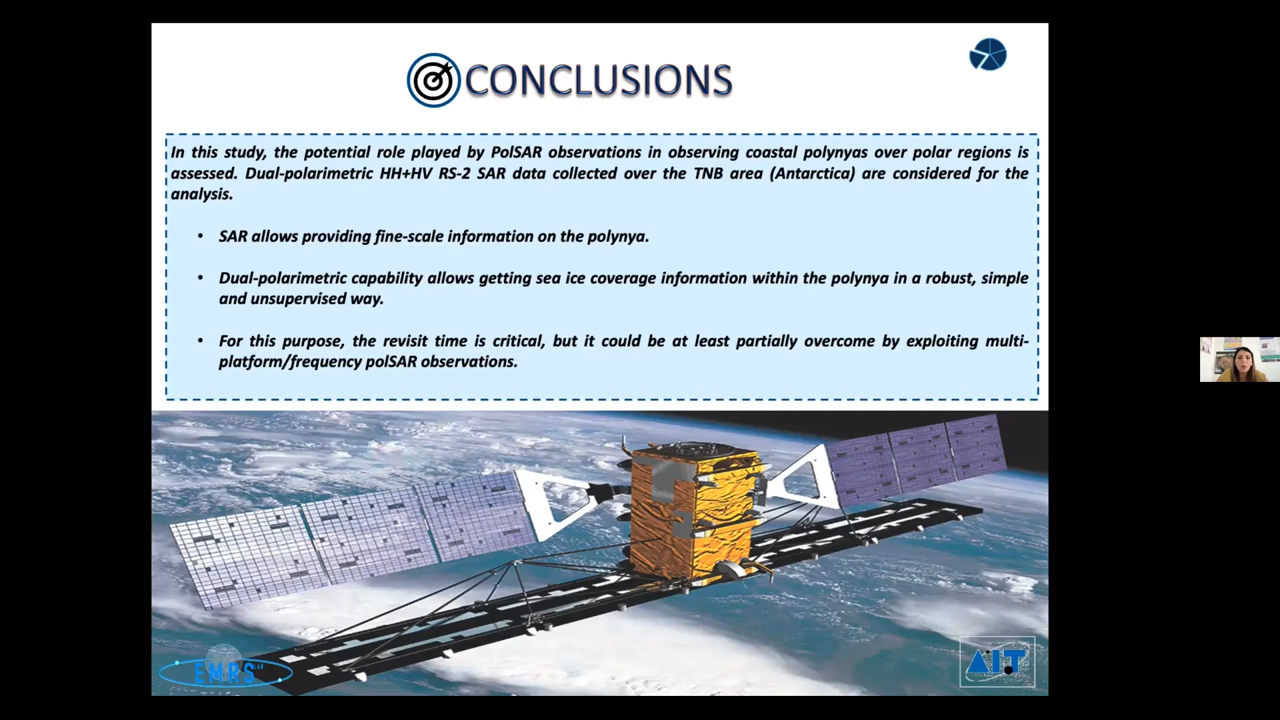 CONCLUSIONS
In this study, the potential role played by PolSAR observations in observing coastal polynyas over polar regions is
assessed. Dual-polarimetric HH+HV RS-2 SAR data collected over the TNB area (Antarctica) are considered for the
analysis.
• SAR allows providing fine-scale information on the polynya.
• Dual-polarimetric capability allows getting sea ice coverage information within the polynya in a robust, simple
and unsupervised way.
• For this purpose, the revisit time is critical, but it could be at least partially overcome by exploiting multi-
platform/frequency polSAR observations.
EMRS
AIT